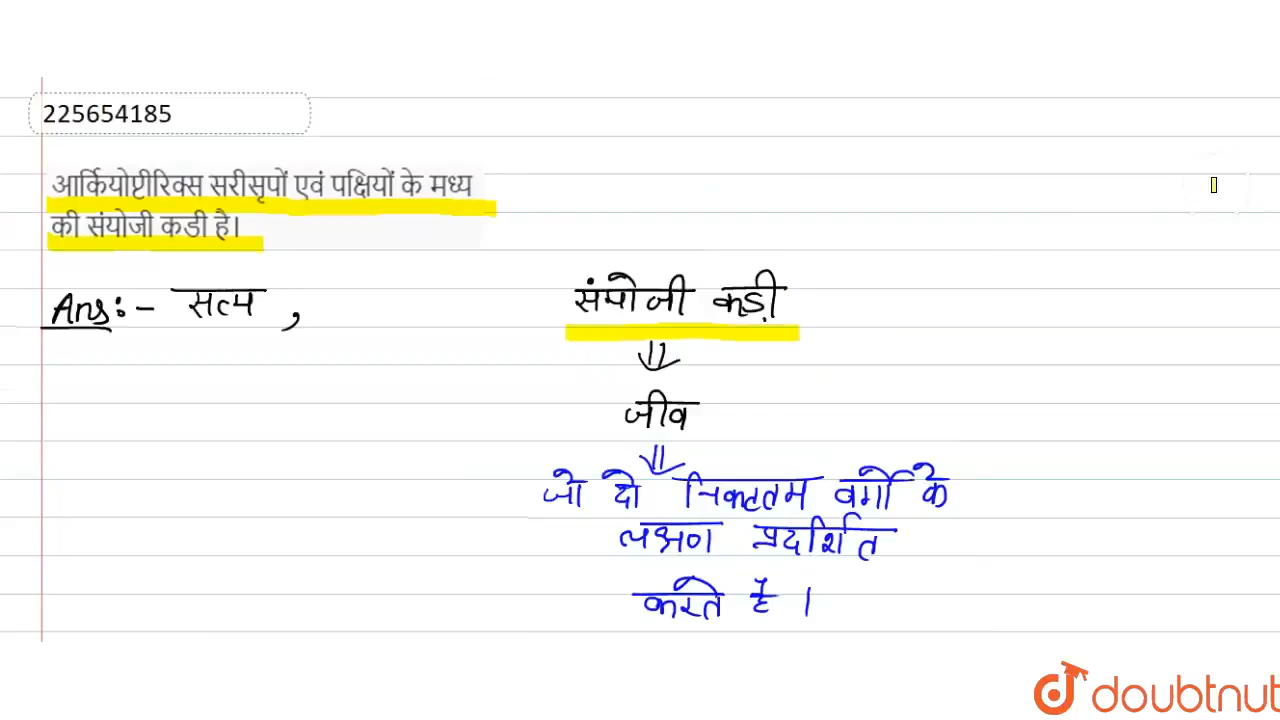 225654185
आर्कियोप्टीरिक्स सरीसृपों एवं पक्षियों के मध्य
की संयोजी कडी है।
Ans:- सत्य ,
संयोजी कड़ी
जीव
जो दो निकटतम वर्गो के
लक्षण प्रदर्शित
करते है ।
doubtnut